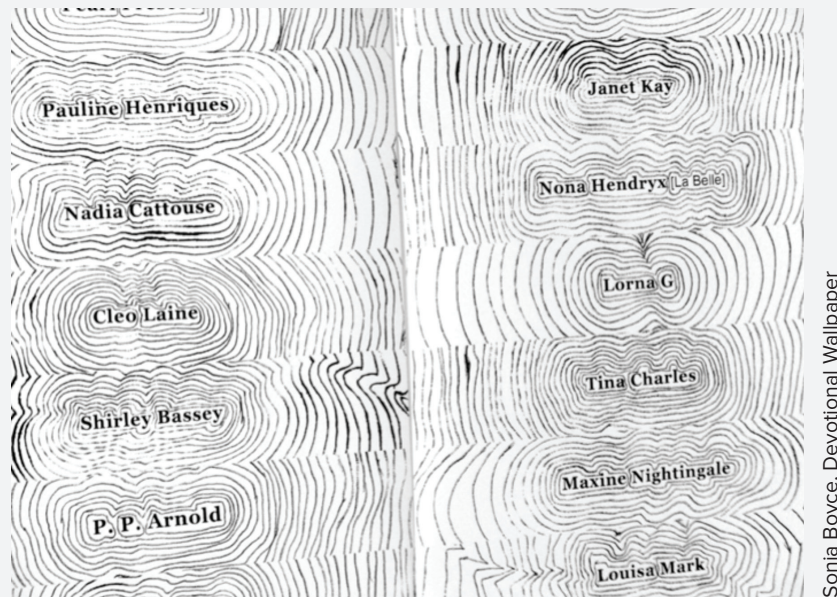 Pauline Henriques
Nadia Cattouse
Cleo Laine
Shirley Bassey
P. P. Arnold
Janet Kay
Nona Hendryx [La Belle]
Lorna G
Tina Charles
Maxine Nightingale
Louisa Mark
Sonia Boyce, Devotional Wallpaper